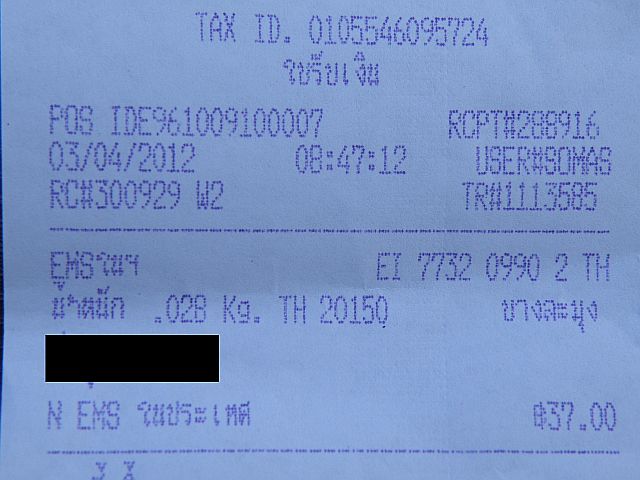 TAX ID. 0105546095724
ใบรับเงิน
POS IDE961009100007 RCPT#288916
03/04/2012 08:47:12 USER#SOMAS
RC#300929 W2 TR#1113585
EMSในฯ EI 7732 0990 2 TH
น้ำหนัก .028 Kg. TH 20150 บางละมุง
N EMS ในประเทศ ฿37.00